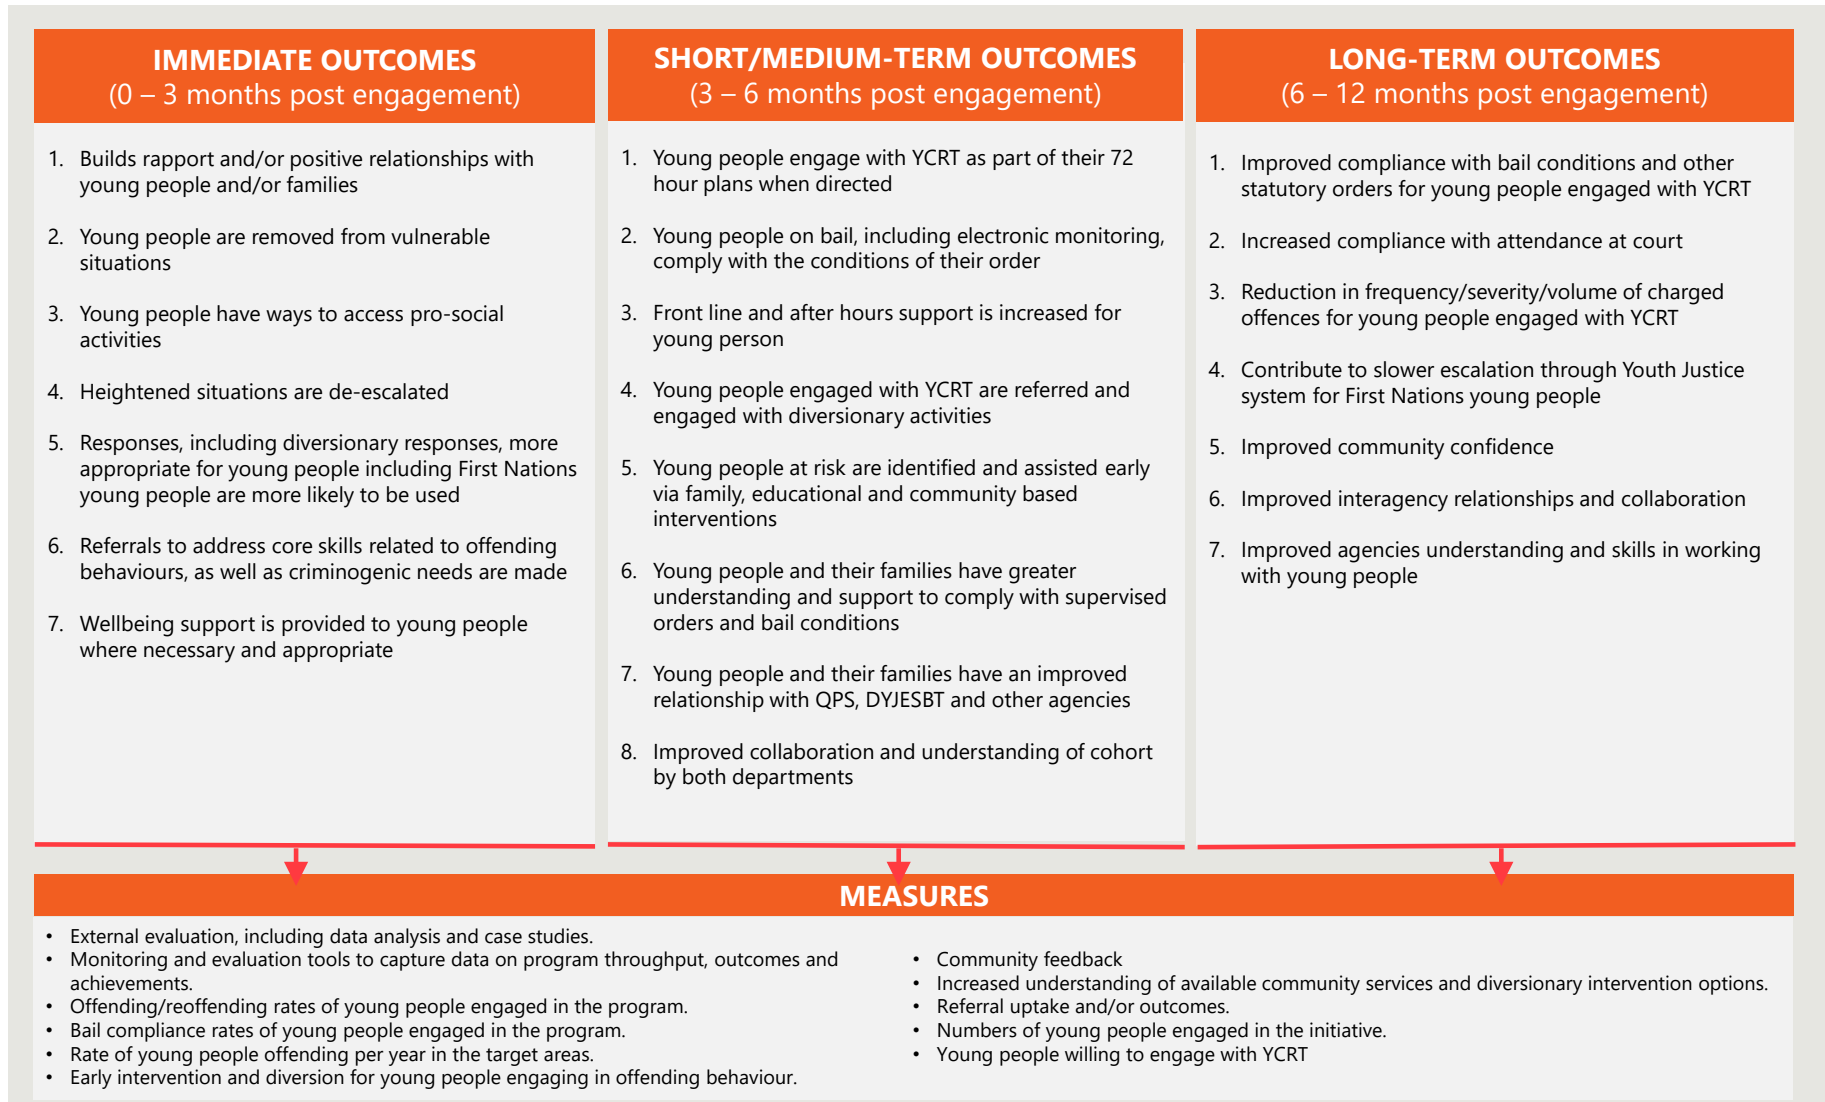 IMMEDIATE OUTCOMES
(0 – 3 months post engagement)
1. Builds rapport and/or positive relationships with
young people and/or families
2. Young people are removed from vulnerable
situations
3. Young people have ways to access pro-social
activities
4. Heightened situations are de-escalated
5. Responses, including diversionary responses, more
appropriate for young people including First Nations
young people are more likely to be used
6. Referrals to address core skills related to offending
behaviours, as well as criminogenic needs are made
7. Wellbeing support is provided to young people
where necessary and appropriate
SHORT/MEDIUM-TERM OUTCOMES
(3 – 6 months post engagement)
1. Young people engage with YCRT as part of their 72
hour plans when directed
2. Young people on bail, including electronic monitoring,
comply with the conditions of their order
3. Front line and after hours support is increased for
young person
4. Young people engaged with YCRT are referred and
engaged with diversionary activities
5. Young people at risk are identified and assisted early
via family, educational and community based
interventions
6. Young people and their families have greater
understanding and support to comply with supervised
orders and bail conditions
7. Young people and their families have an improved
relationship with QPS, DYJESBT and other agencies
8. Improved collaboration and understanding of cohort
by both departments
LONG-TERM OUTCOMES
(6 – 12 months post engagement)
1. Improved compliance with bail conditions and other
statutory orders for young people engaged with YCRT
2. Increased compliance with attendance at court
3. Reduction in frequency/severity/volume of charged
offences for young people engaged with YCRT
4. Contribute to slower escalation through Youth Justice
system for First Nations young people
5. Improved community confidence
6. Improved interagency relationships and collaboration
7. Improved agencies understanding and skills in working
with young people
MEASURES
• External evaluation, including data analysis and case studies.
• Monitoring and evaluation tools to capture data on program throughput, outcomes and
achievements.
• Offending/reoffending rates of young people engaged in the program.
• Bail compliance rates of young people engaged in the program.
• Rate of young people offending per year in the target areas.
• Early intervention and diversion for young people engaging in offending behaviour.
• Community feedback
• Increased understanding of available community services and diversionary intervention options.
• Referral uptake and/or outcomes.
• Numbers of young people engaged in the initiative.
• Young people willing to engage with YCRT